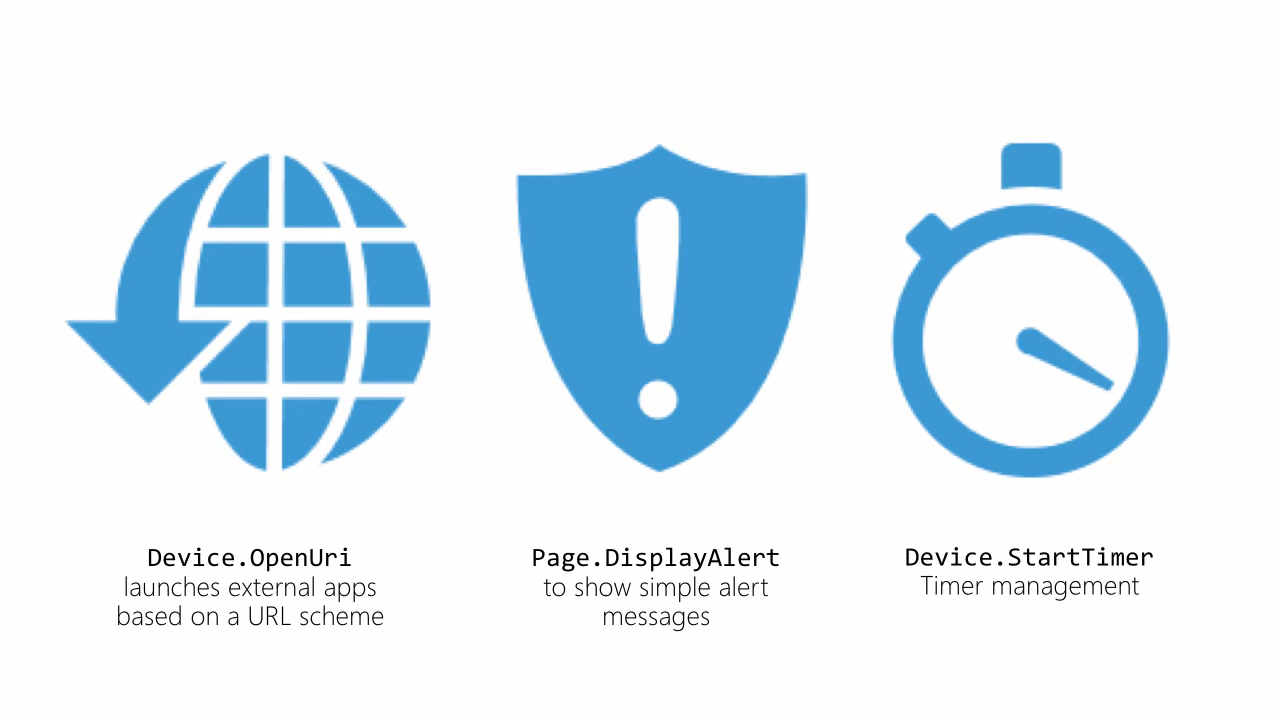 Device.OpenUri
launches external apps
based on a URL scheme
Page.DisplayAlert
to show simple alert
messages
Device.StartTimer
Timer management